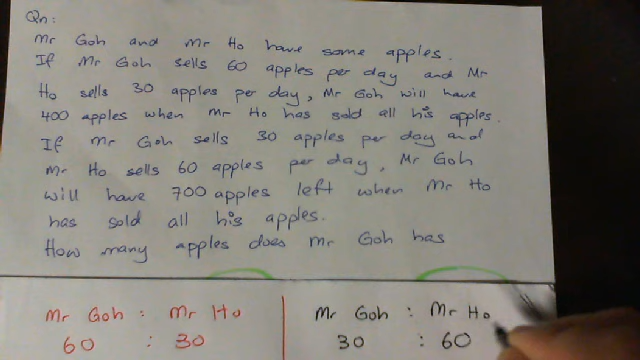 Qn:
Mr Goh and Mr Ho have some apples.
If Mr Goh sells 60 apples per day and Mr
Ho sells 30 apples per day, Mr Goh will have
400 apples when Mr Ho has sold all his apples.
If Mr Goh sells 30 apples per day and
Mr Ho sells 60 apples per day, Mr Goh
will have 700 apples left when Mr Ho
has sold all his apples.
How many apples does Mr Goh has
Mr Goh : Mr Ho
60 : 30
Mr Goh : Mr Ho
30 : 60